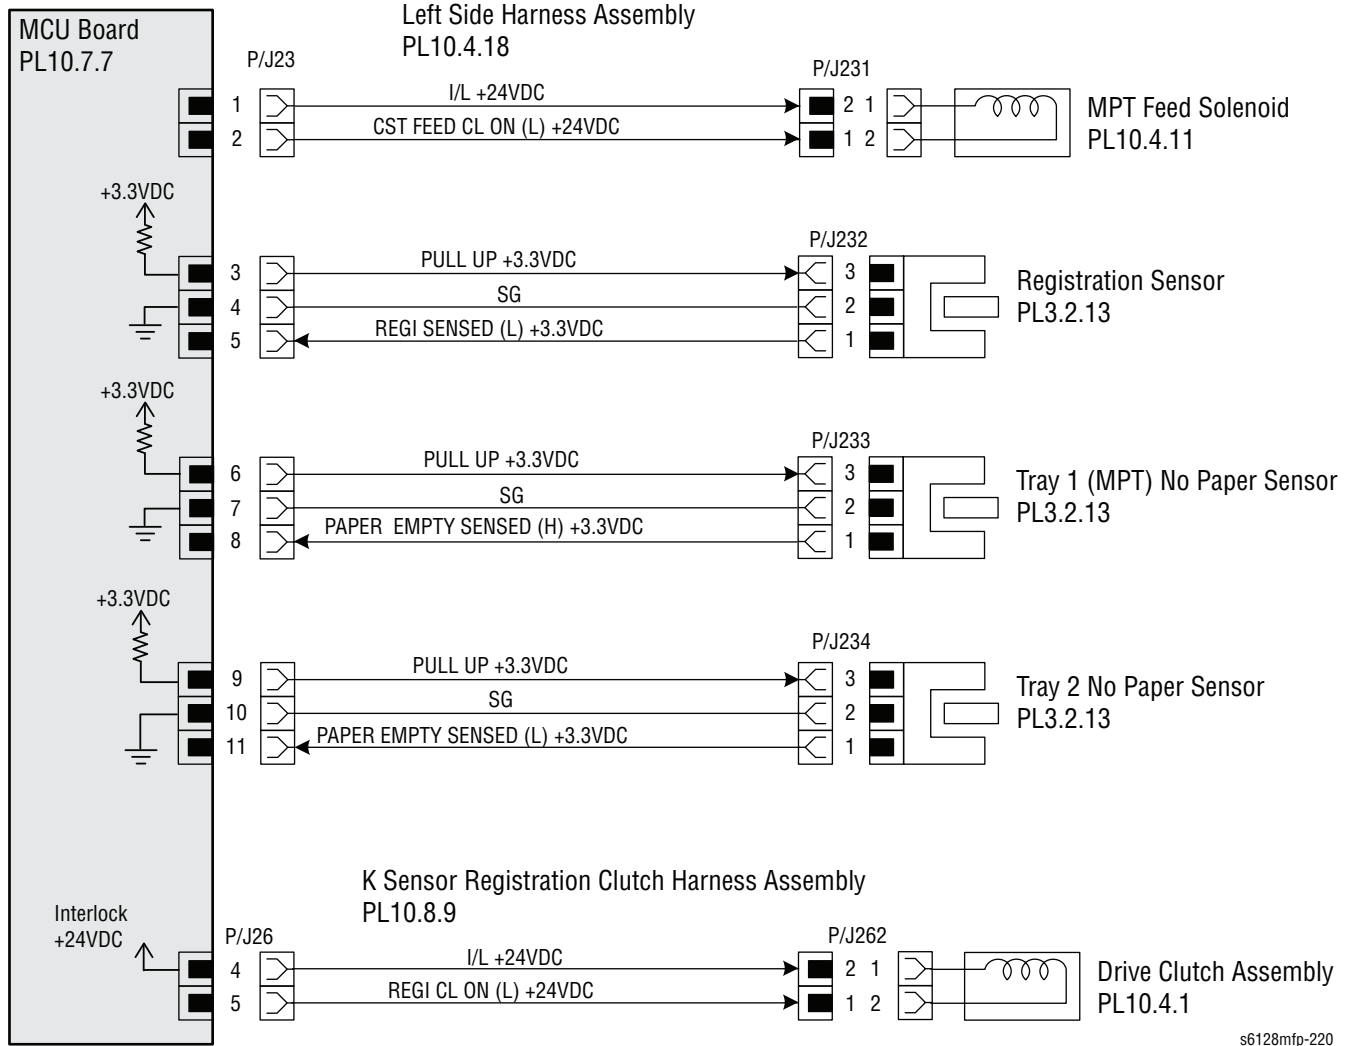 MCU Board
PL10.7.7
Left Side Harness Assembly
PL10.4.18
P/J23
P/J231
1
I/L +24VDC
2 1
2
CST FEED CL ON (L) +24VDC
1 2
MPT Feed Solenoid
PL10.4.11
+3.3VDC
P/J232
3
PULL UP +3.3VDC
3
4
SG
2
5
REGI SENSED (L) +3.3VDC
1
Registration Sensor
PL3.2.13
+3.3VDC
P/J233
6
PULL UP +3.3VDC
3
7
SG
2
8
PAPER EMPTY SENSED (H) +3.3VDC
1
Tray 1 (MPT) No Paper Sensor
PL3.2.13
+3.3VDC
P/J234
9
PULL UP +3.3VDC
3
10
SG
2
11
PAPER EMPTY SENSED (L) +3.3VDC
1
Tray 2 No Paper Sensor
PL3.2.13
K Sensor Registration Clutch Harness Assembly
PL10.8.9
Interlock
+24VDC
P/J26
P/J262
4
I/L +24VDC
2 1
5
REGI CL ON (L) +24VDC
1 2
Drive Clutch Assembly
PL10.4.1
s6128mfp-220